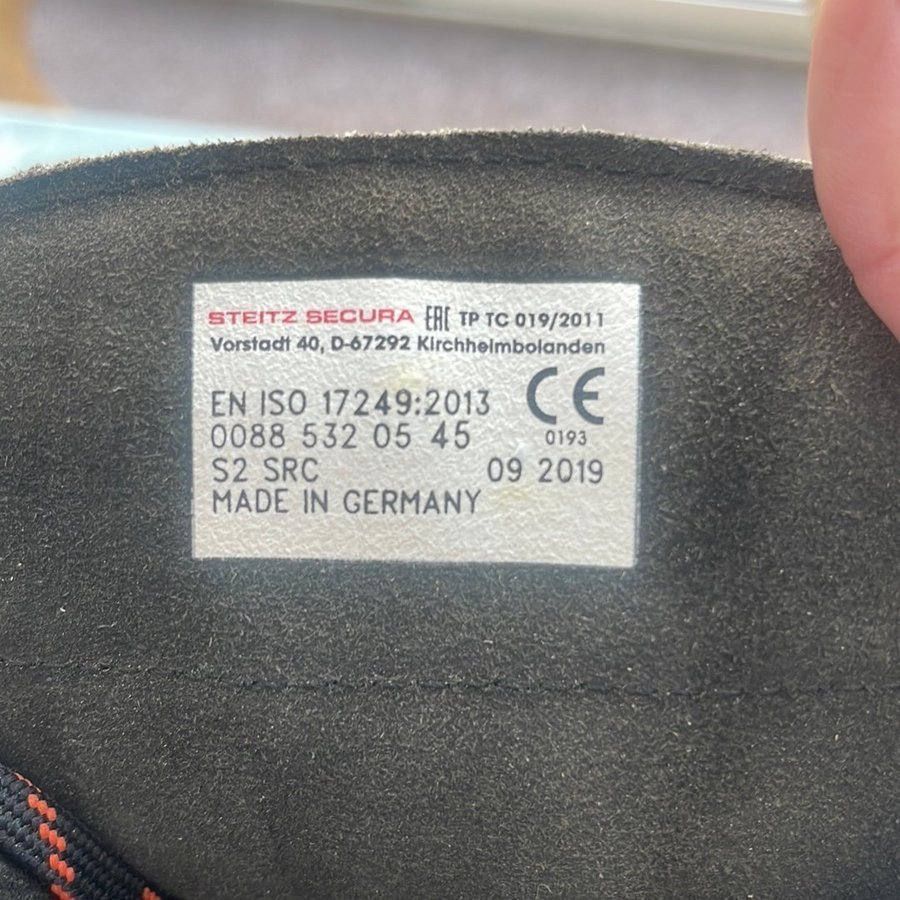 STEITZ SECURA EAC TP TC 019/2011
Vorstadt 40, D-67292 Kirchheimbolanden
EN ISO 17249:2013 CE
0088 532 05 45 0193
S2 SRC 09 2019
MADE IN GERMANY